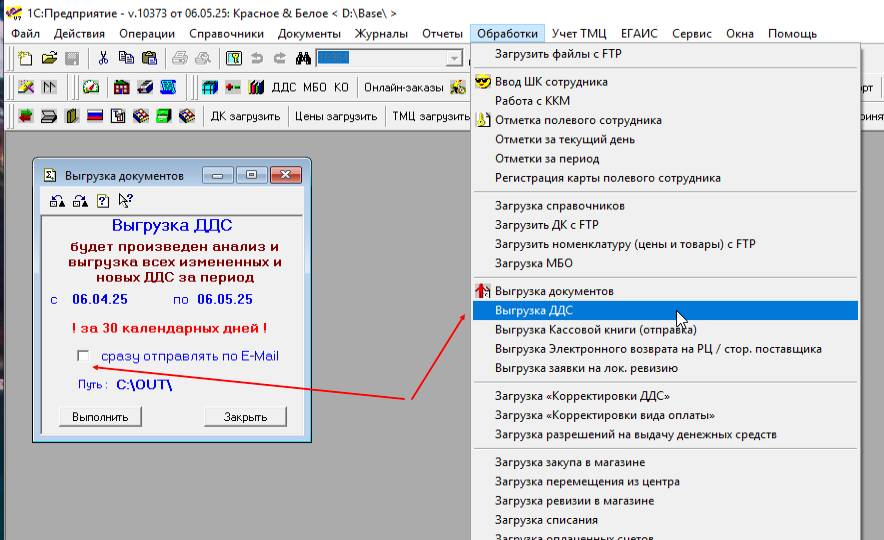 1С:Предприятие - v.10373 от 06.05.25: Красное & Белое < D:\Base\ >
Файл Действия Операции Справочники Документы Журналы Отчеты Обработки Учет ТМЦ ЕГАИС Сервис Окна Помощь
ДДС МБО КО Онлайн-заказы
ДК загрузить Цены загрузить ТМЦ загрузить
Выгрузка документов
Выгрузка ДДС
будет произведен анализ и
выгрузка всех измененных и
новых ДДС за период
с 06.04.25 по 06.05.25
! за 30 календарных дней !
сразу отправлять по E-Mail
Путь : C:\OUT\
Выполнить Закрыть
Загрузить файлы с FTP
Ввод ШК сотрудника
Работа с ККМ
Отметка полевого сотрудника
Отметки за текущий день
Отметки за период
Регистрация карты полевого сотрудника
Загрузка справочников
Загрузить ДК с FTP
Загрузить номенклатуру (цены и товары) с FTP
Загрузка МБО
Выгрузка документов
Выгрузка ДДС
Выгрузка Кассовой книги (отправка)
Выгрузка Электронного возврата на РЦ / стор. поставщика
Выгрузка заявки на лок. ревизию
Загрузка «Корректировки ДДС»
Загрузка «Корректировки вида оплаты»
Загрузка разрешений на выдачу денежных средств
Загрузка закупа в магазине
Загрузка перемещения из центра
Загрузка ревизии в магазине
Загрузка списания
Загрузка оплаченных счетов